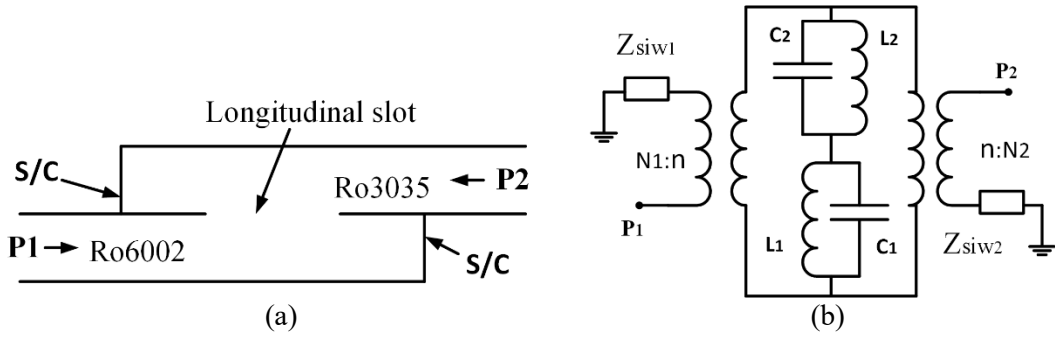 Longitudinal slot
S/C
Ro3035
P2
P1
Ro6002
S/C
(a)
C2
L2
Zsiw1
P2
N1:n
n:N2
P1
L1
C1
Zsiw2
(b)